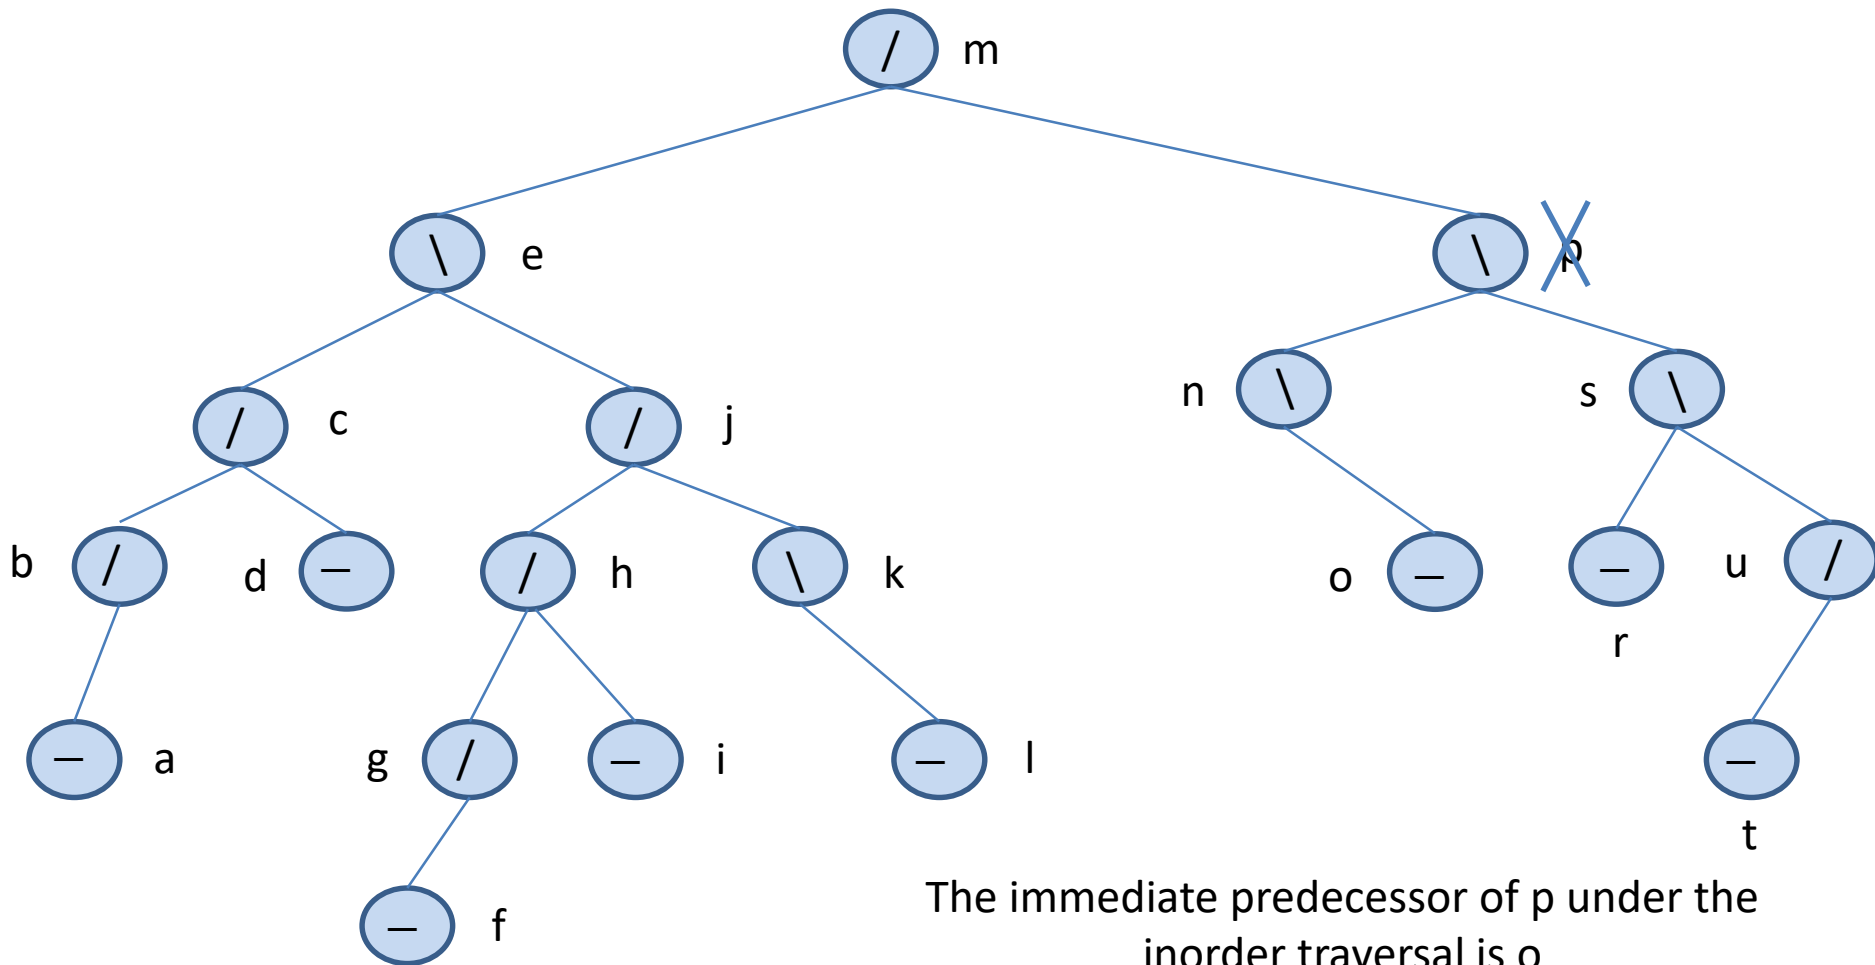 / m
\ e \ p
/ c / j n \ s \
b / d – / h \ k o – – u /
r
– a g / – i – l –
t
– f
The immediate predecessor of p under the
inorder traversal is o